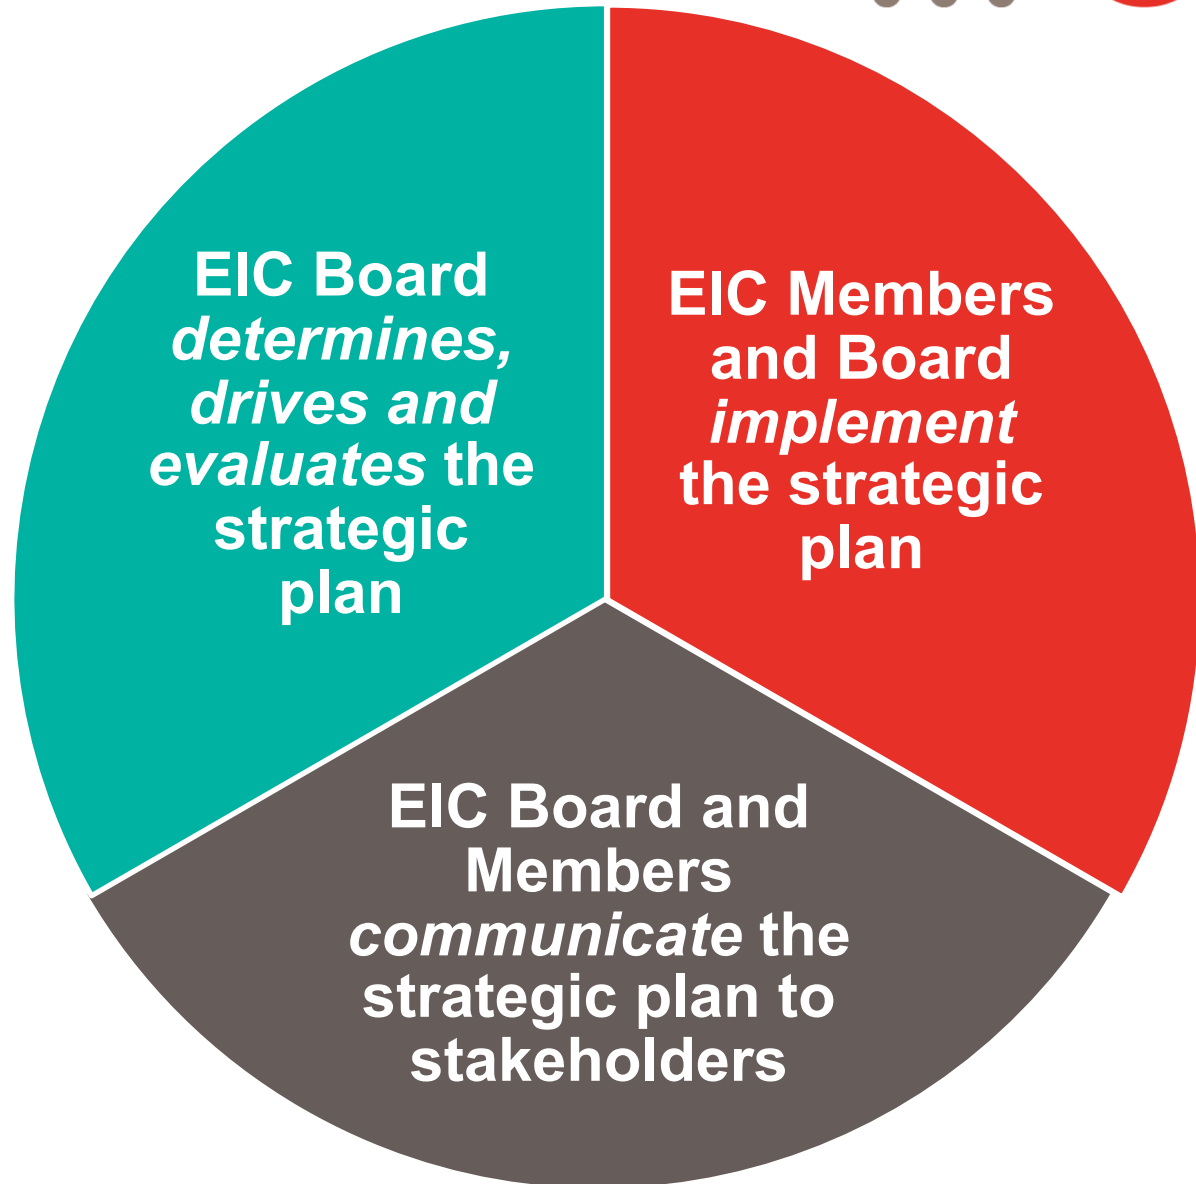 EIC Board
determines,
drives and
evaluates the
strategic
plan
EIC Members
and Board
implement
the strategic
plan
EIC Board and
Members
communicate the
strategic plan to
stakeholders